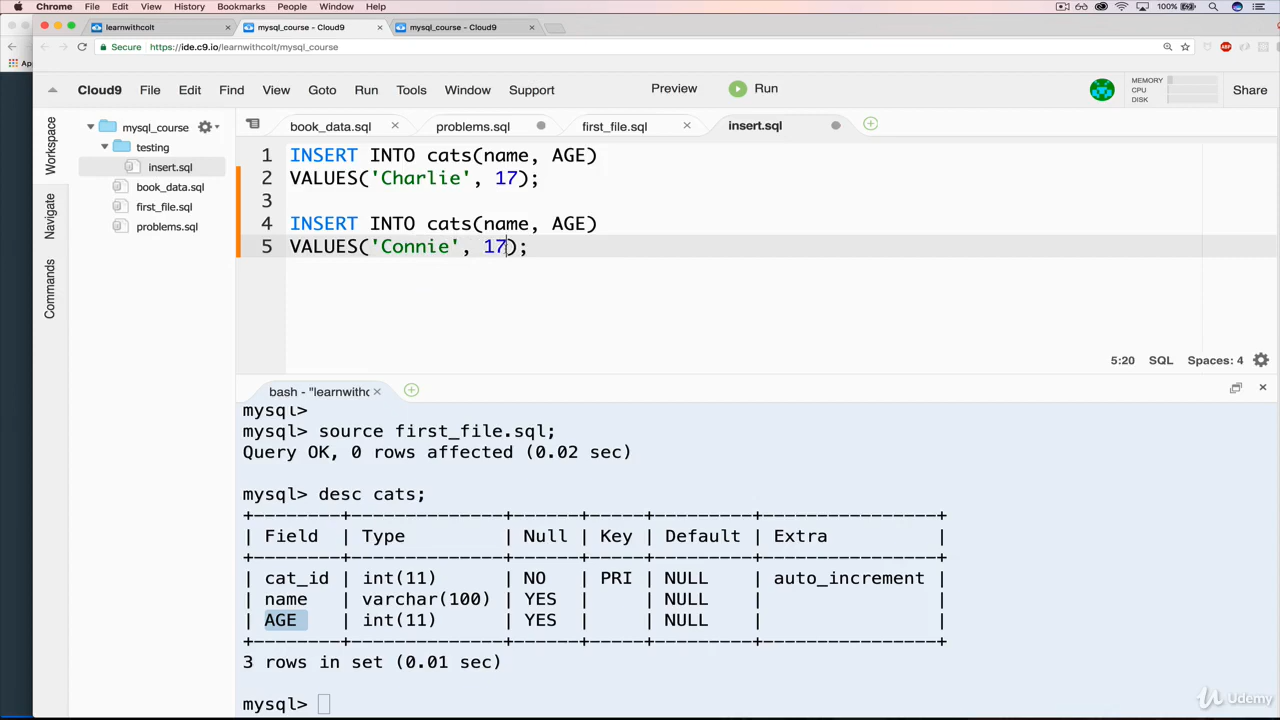 Chrome File Edit View History Bookmarks People Window Help
100%
learnwithcolt
mysql_course - Cloud9
mysql_course - Cloud9
Secure https://ide.c9.io/learnwithcolt/mysql_course
Cloud9 File Edit Find View Goto Run Tools Window Support Preview Run
MEMORY
CPU
DISK
Share
Workspace
Navigate
Commands
mysql_course
testing
insert.sql
book_data.sql
first_file.sql
problems.sql
book_data.sql problems.sql first_file.sql insert.sql
1 INSERT INTO cats(name, AGE)
2 VALUES('Charlie', 17);
3
4 INSERT INTO cats(name, AGE)
5 VALUES('Connie', 17);
5:20 SQL Spaces: 4
bash - "learnwithc
mysql>
mysql> source first_file.sql;
Query OK, 0 rows affected (0.02 sec)
mysql> desc cats;
+---------+--------------+------+-----+---------+----------------+
| Field | Type | Null | Key | Default | Extra |
+---------+--------------+------+-----+---------+----------------+
| cat_id | int(11) | NO | PRI | NULL | auto_increment |
| name | varchar(100) | YES | | NULL | |
| AGE | int(11) | YES | | NULL | |
+---------+--------------+------+-----+---------+----------------+
3 rows in set (0.01 sec)
mysql>
Udemy